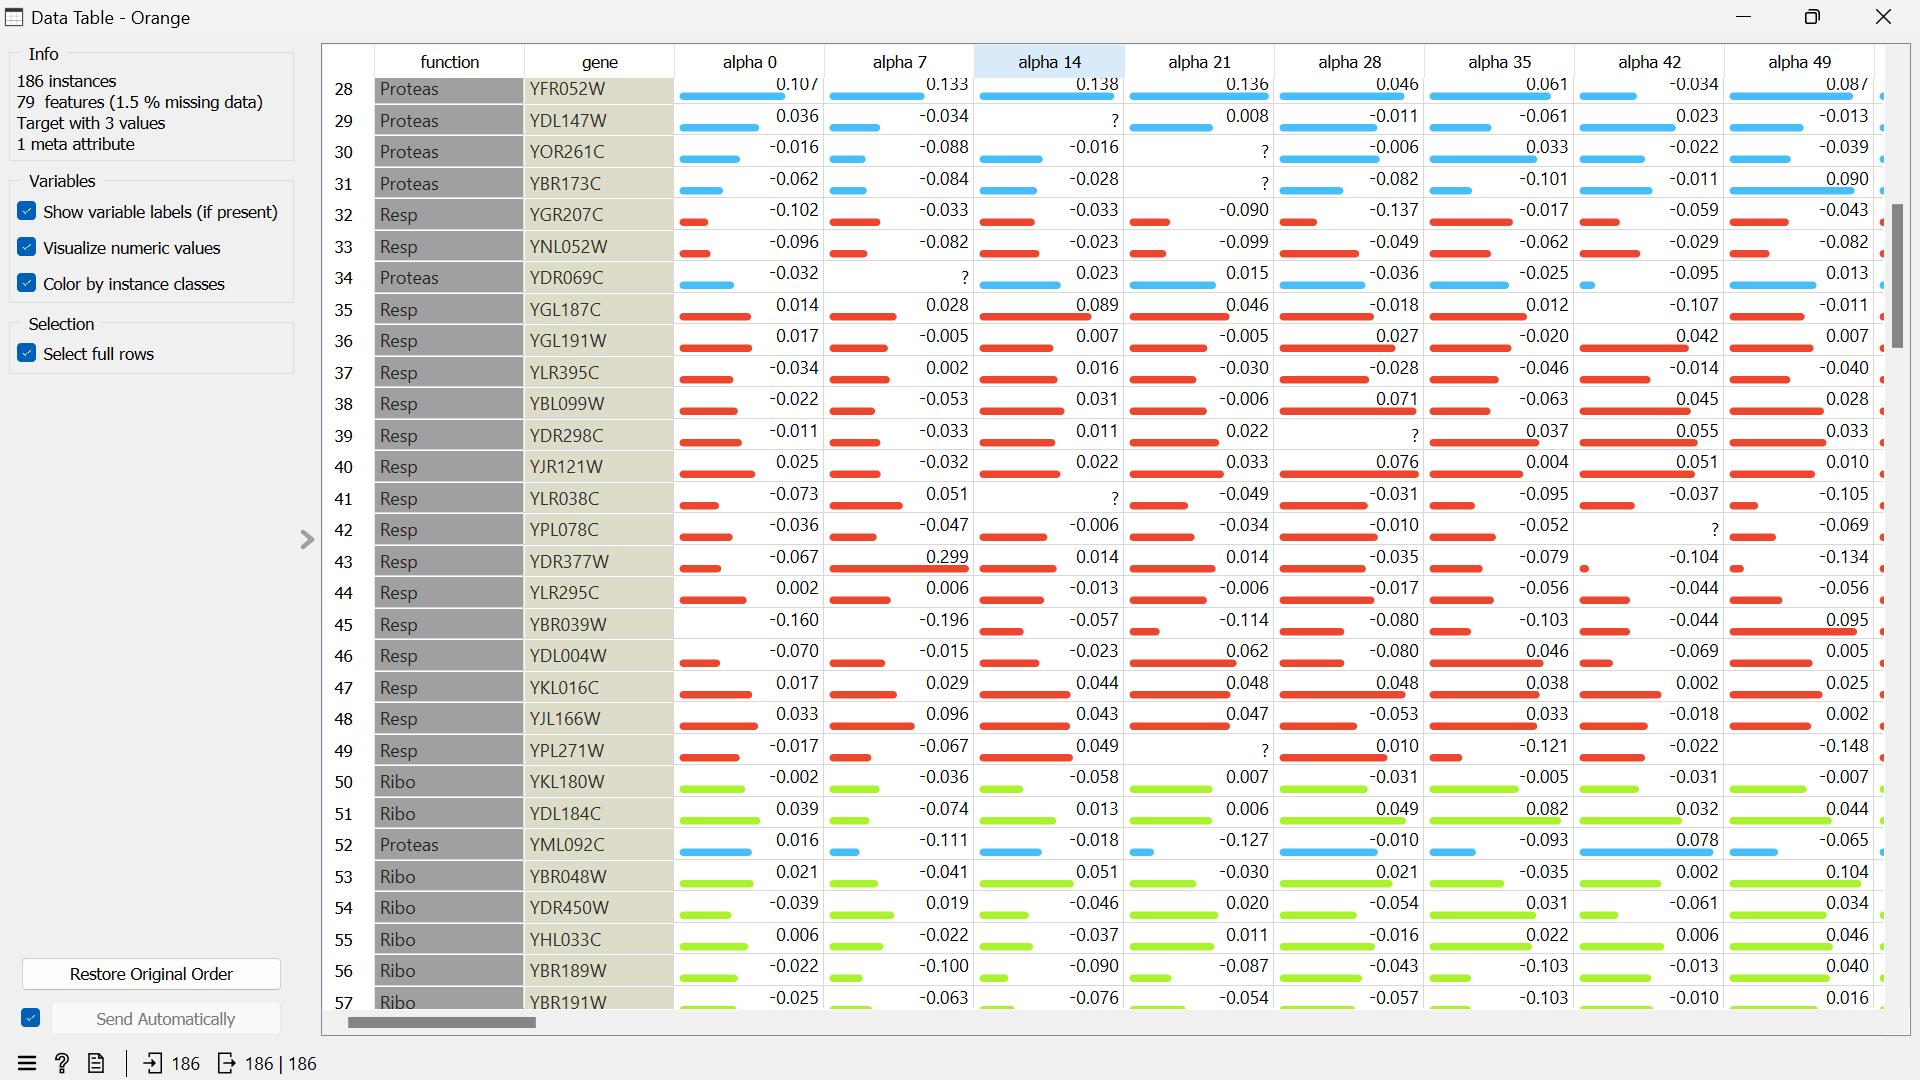 Data Table - Orange
Info
186 instances
79 features (1.5 % missing data)
Target with 3 values
1 meta attribute
Variables
Show variable labels (if present)
Visualize numeric values
Color by instance classes
Selection
Select full rows
Restore Original Order
Send Automatically
function gene alpha 0 alpha 7 alpha 14 alpha 21 alpha 28 alpha 35 alpha 42 alpha 49
28 Proteas YFR052W 0.107 0.133 0.138 0.136 0.046 0.061 -0.034 0.087
29 Proteas YDL147W 0.036 -0.034 ? 0.008 -0.011 -0.061 0.023 -0.013
30 Proteas YOR261C -0.016 -0.088 -0.016 ? -0.006 0.033 -0.022 -0.039
31 Proteas YBR173C -0.062 -0.084 -0.028 ? -0.082 -0.101 -0.011 0.090
32 Resp YGR207C -0.102 -0.033 -0.033 -0.090 -0.137 -0.017 -0.059 -0.043
33 Resp YNL052W -0.096 -0.082 -0.023 -0.099 -0.049 -0.062 -0.029 -0.082
34 Proteas YDR069C -0.032 ? 0.023 0.015 -0.036 -0.025 -0.095 0.013
35 Resp YGL187C 0.014 0.028 0.089 0.046 -0.018 0.012 -0.107 -0.011
36 Resp YGL191W 0.017 -0.005 0.007 -0.005 0.027 -0.020 0.042 0.007
37 Resp YLR395C -0.034 0.002 0.016 -0.030 -0.028 -0.046 -0.014 -0.040
38 Resp YBL099W -0.022 -0.053 0.031 -0.006 0.071 -0.063 0.045 0.028
39 Resp YDR298C -0.011 -0.033 0.011 0.022 ? 0.037 0.055 0.033
40 Resp YJR121W 0.025 -0.032 0.022 0.033 0.076 0.004 0.051 0.010
41 Resp YLR038C -0.073 0.051 ? -0.049 -0.031 -0.095 -0.037 -0.105
42 Resp YPL078C -0.036 -0.047 -0.006 -0.034 -0.010 -0.052 ? -0.069
43 Resp YDR377W -0.067 0.299 0.014 0.014 -0.035 -0.079 -0.104 -0.134
44 Resp YLR295C 0.002 0.006 -0.013 -0.006 -0.017 -0.056 -0.044 -0.056
45 Resp YBR039W -0.160 -0.196 -0.057 -0.114 -0.080 -0.103 -0.044 0.095
46 Resp YDL004W -0.070 -0.015 -0.023 0.062 -0.080 0.046 -0.069 0.005
47 Resp YKL016C 0.017 0.029 0.044 0.048 0.048 0.038 0.002 0.025
48 Resp YJL166W 0.033 0.096 0.043 0.047 -0.053 0.033 -0.018 0.002
49 Resp YPL271W -0.017 -0.067 0.049 ? 0.010 -0.121 -0.022 -0.148
50 Ribo YKL180W -0.002 -0.036 -0.058 0.007 -0.031 -0.005 -0.031 -0.007
51 Ribo YDL184C 0.039 -0.074 0.013 0.006 0.049 0.082 0.032 0.044
52 Proteas YML092C 0.016 -0.111 -0.018 -0.127 -0.010 -0.093 0.078 -0.065
53 Ribo YBR048W 0.021 -0.041 0.051 -0.030 0.021 -0.035 0.002 0.104
54 Ribo YDR450W -0.039 0.019 -0.046 0.020 -0.054 0.031 -0.061 0.034
55 Ribo YHL033C 0.006 -0.022 -0.037 0.011 -0.016 0.022 0.006 0.046
56 Ribo YBR189W -0.022 -0.100 -0.090 -0.087 -0.043 -0.103 -0.013 0.040
57 Ribo YBR191W -0.025 -0.063 -0.076 -0.054 -0.057 -0.103 -0.010 0.016
? 186 186 | 186